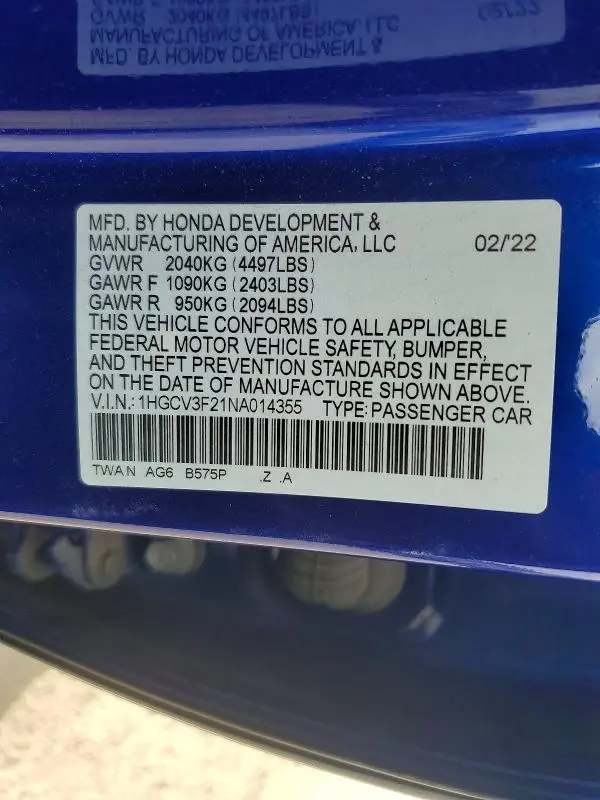 MFD. BY HONDA DEVELOPMENT &
MANUFACTURING OF AMERICA, LLC 02/'22
GVWR 2040KG (4497LBS)
GAWR F 1090KG (2403LBS)
GAWR R 950KG (2094LBS)
THIS VEHICLE CONFORMS TO ALL APPLICABLE
FEDERAL MOTOR VEHICLE SAFETY, BUMPER,
AND THEFT PREVENTION STANDARDS IN EFFECT
ON THE DATE OF MANUFACTURE SHOWN ABOVE.
V.I.N.: 1HGCV3F21NA014355 TYPE: PASSENGER CAR
TWA N AG6 B575P .Z .A